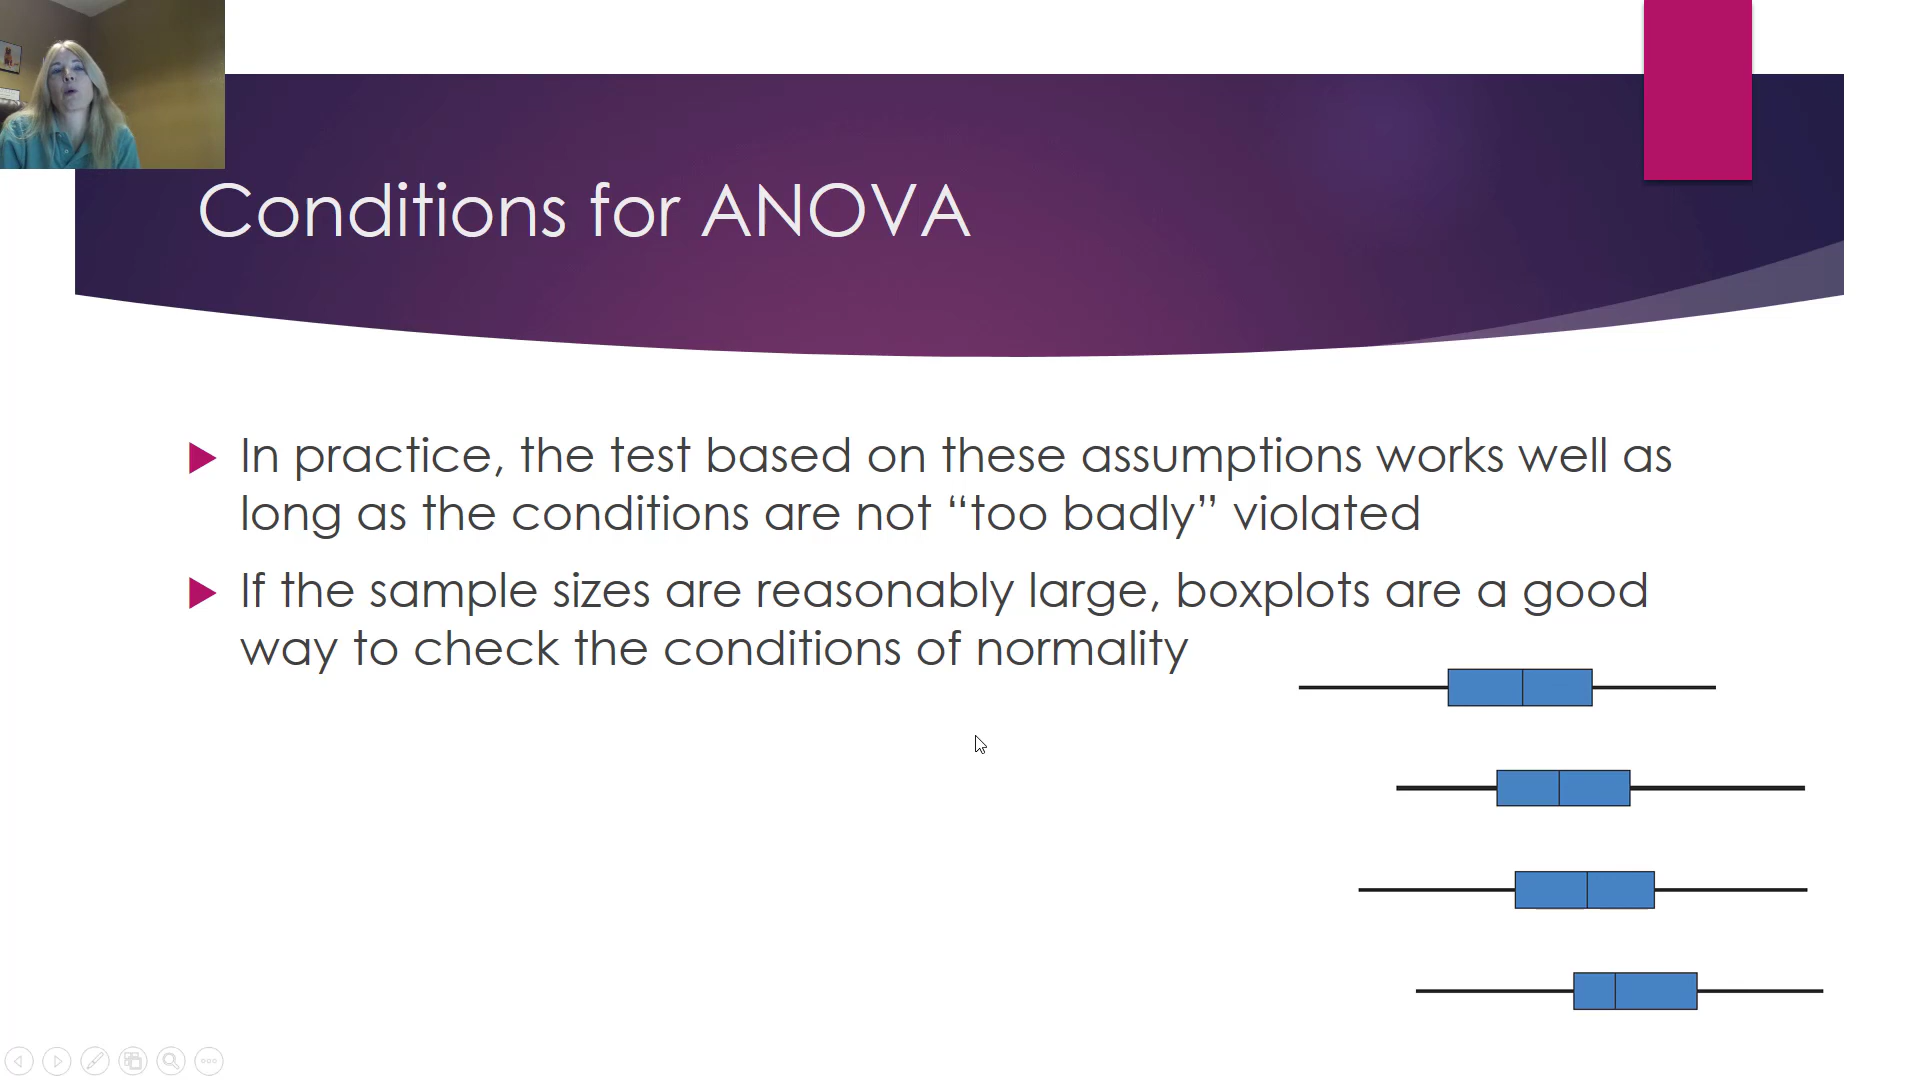 Conditions for ANOVA
In practice, the test based on these assumptions works well as
long as the conditions are not “too badly” violated
If the sample sizes are reasonably large, boxplots are a good
way to check the conditions of normality